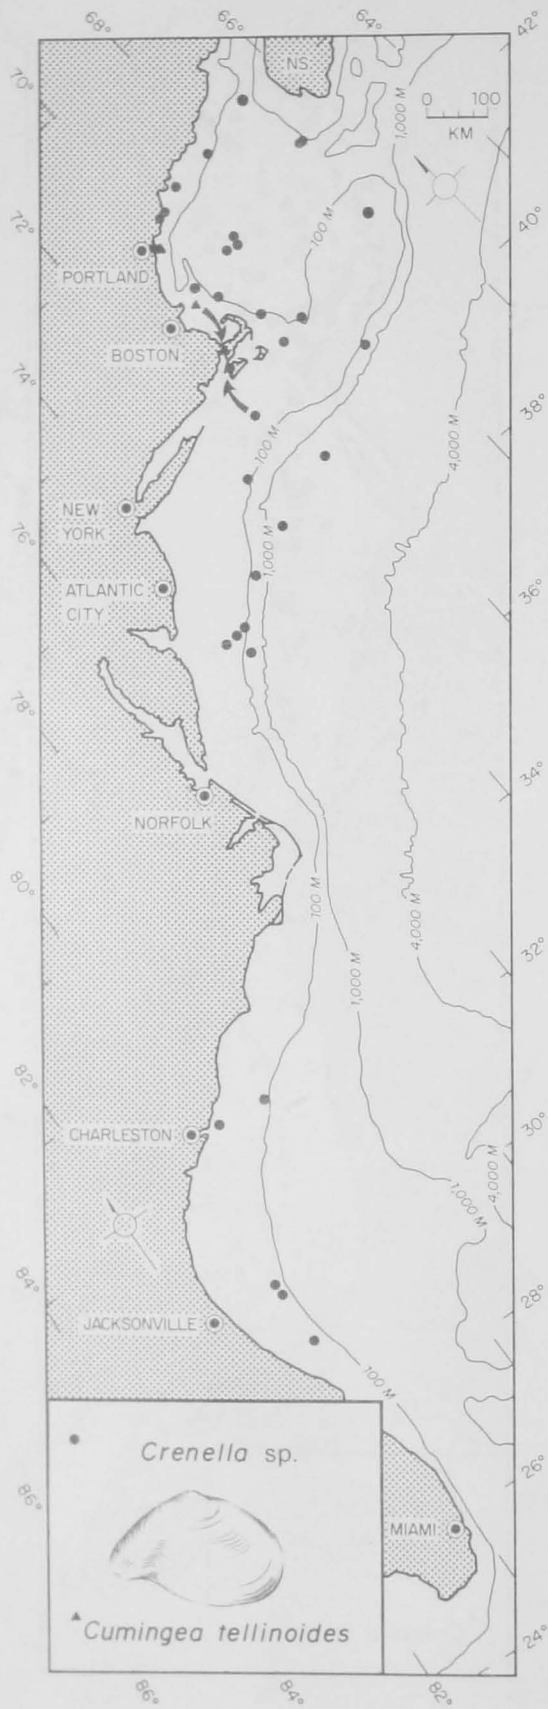 68°
66°
64°
42°
70°
NS.
0 100
KM
1,000 M
72°
40°
100 M
PORTLAND
BOSTON
74°
38°
4,000 M
100 M
NEW
YORK
76°
1,000 M
36°
ATLANTIC
CITY
78°
34°
NORFOLK
80°
100 M
4,000 M
32°
1,000 M
82°
30°
CHARLESTON
4,000 M
1,000 M
84°
28°
JACKSONVILLE
100 M
Crenella sp.
26°
86°
MIAMI
Cumingea tellinoides
24°
86°
84°
82°